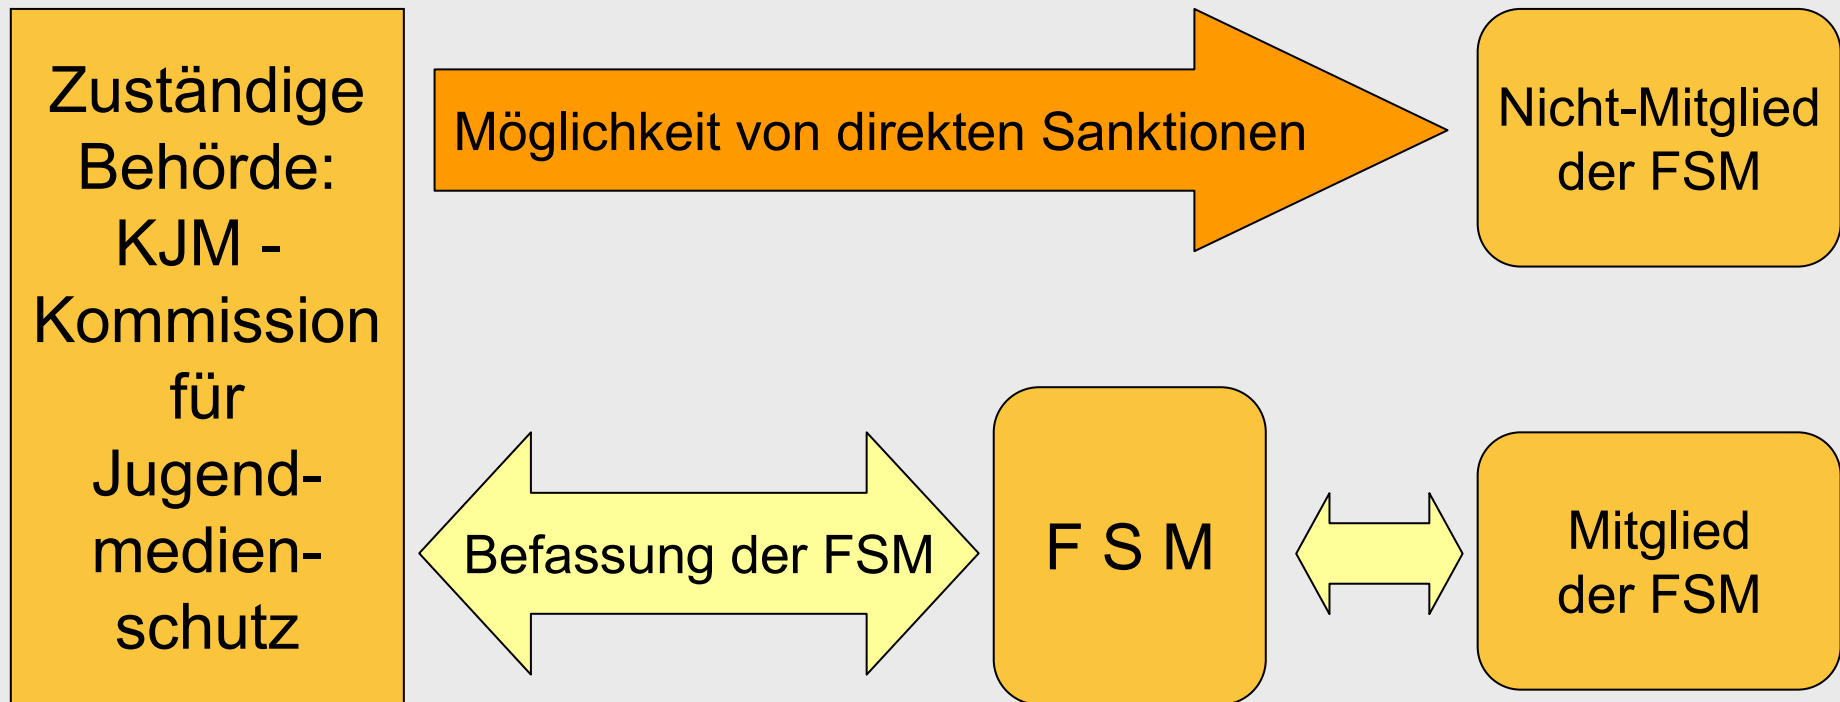 Zuständige
Behörde:
KJM -
Kommission
für
Jugend-
medien-
schutz
Möglichkeit von direkten Sanktionen
Nicht-Mitglied
der FSM
Befassung der FSM
F S M
Mitglied
der FSM